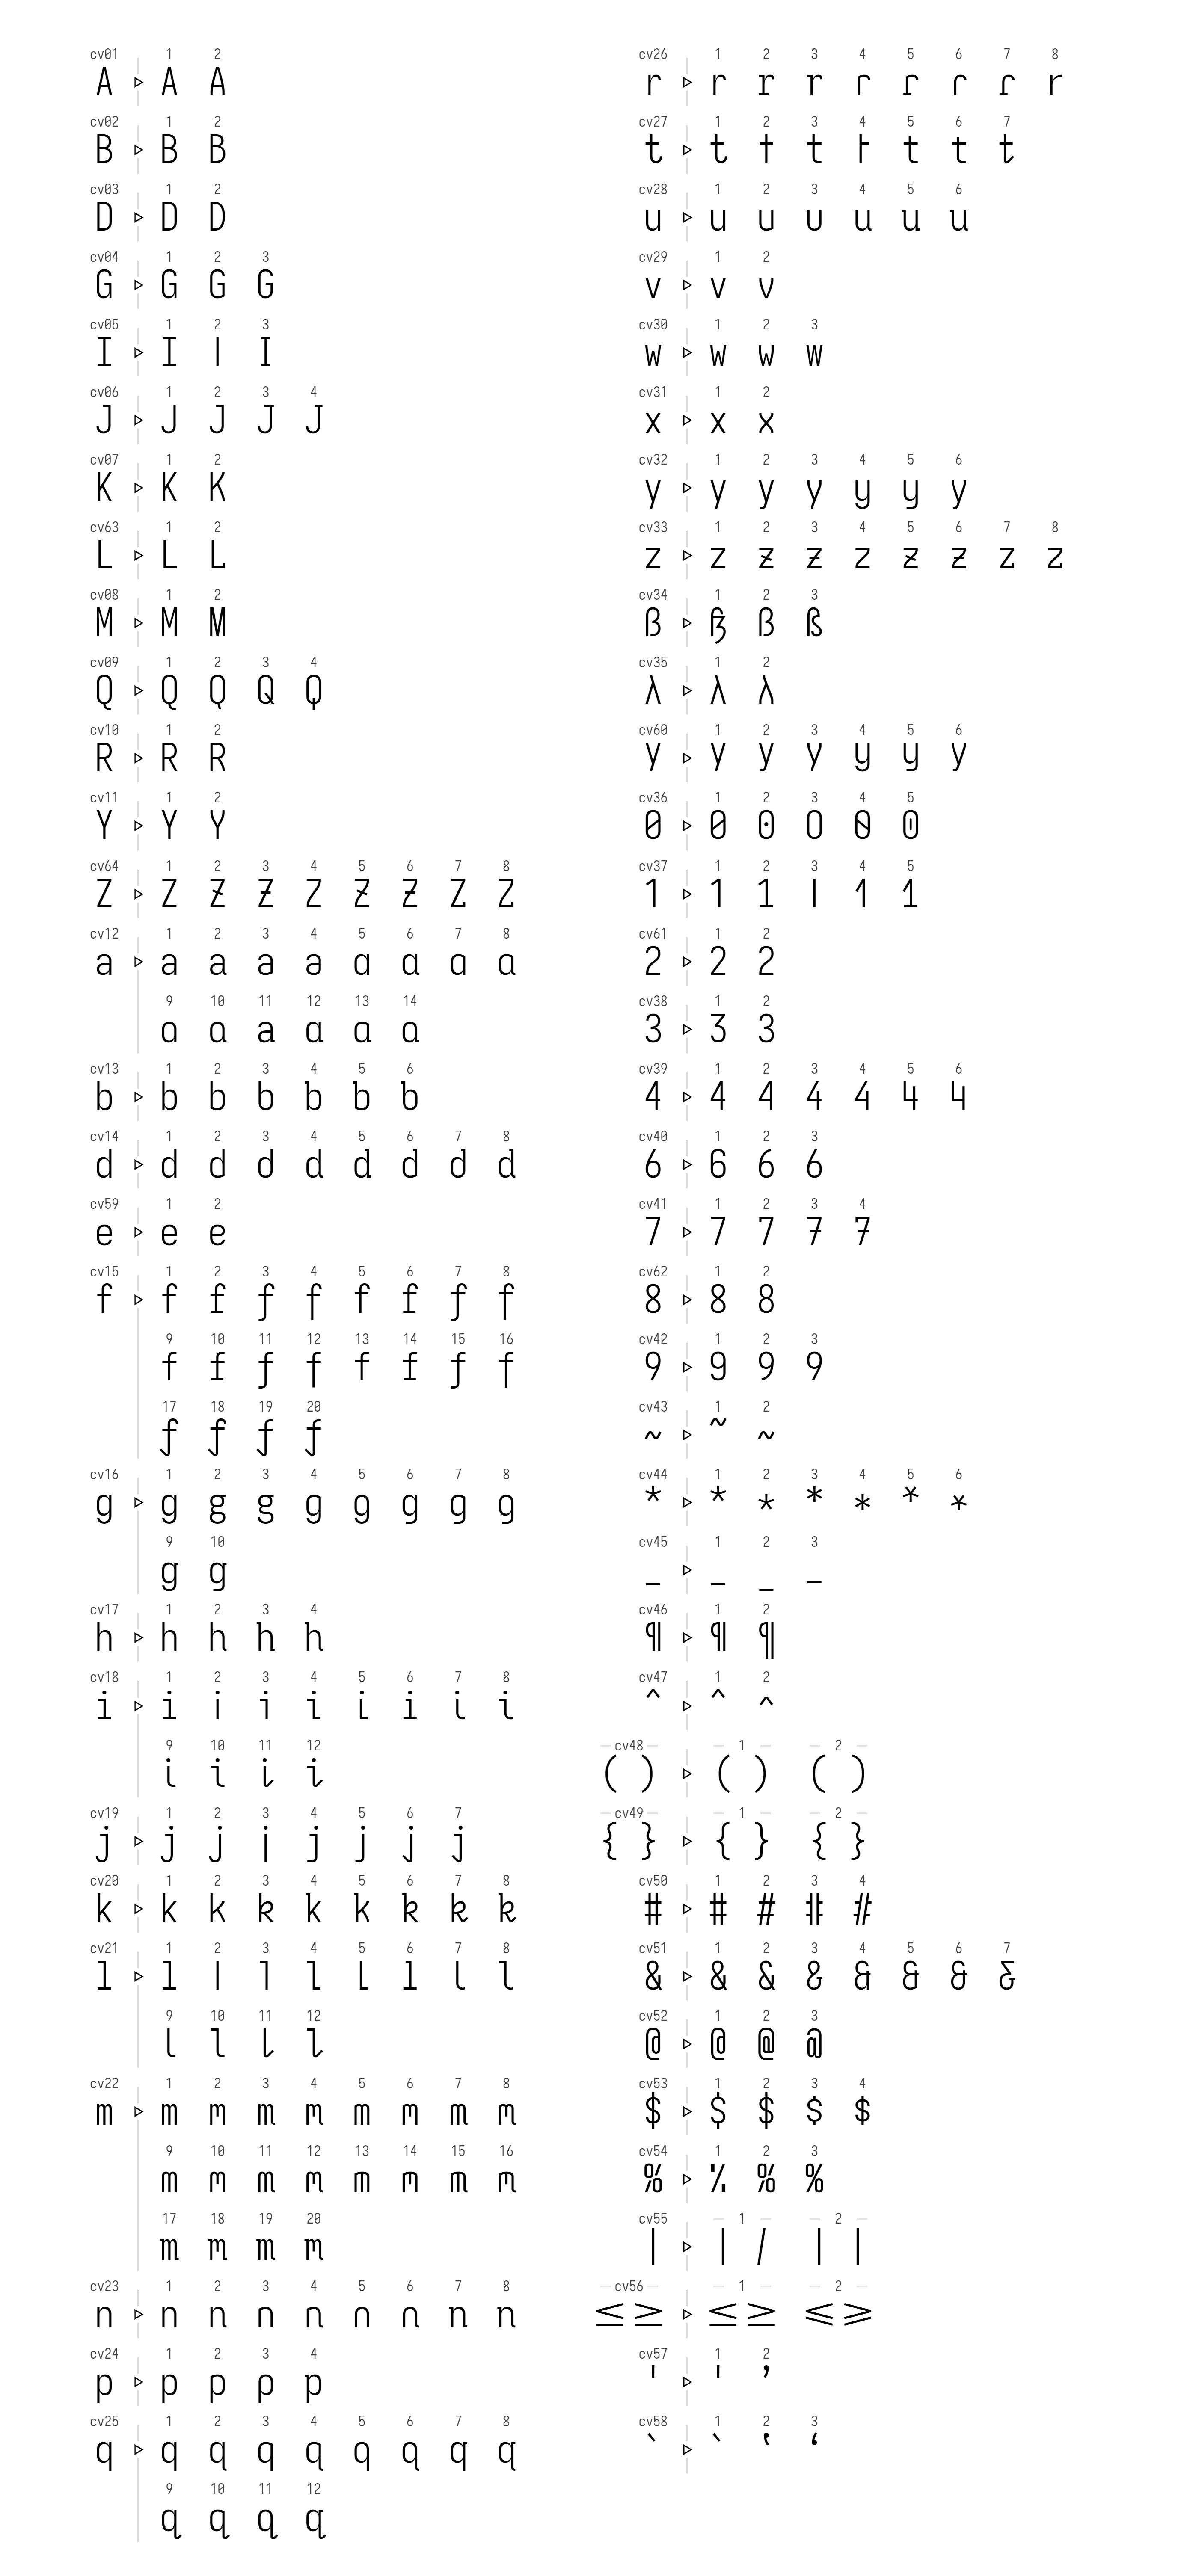 cv01 1 2
A ▷ A A
cv02 1 2
B ▷ B B
cv03 1 2
D ▷ D D
cv04 1 2 3
G ▷ G G G
cv05 1 2 3
I ▷ I I I
cv06 1 2 3 4
J ▷ J J J J
cv07 1 2
K ▷ K K
cv63 1 2
L ▷ L L
cv08 1 2
M ▷ M M
cv09 1 2 3 4
Q ▷ Q Q Q Q
cv10 1 2
R ▷ R R
cv11 1 2
Y ▷ Y Y
cv64 1 2 3 4 5 6 7 8
Z ▷ Z Ƶ Ƶ Z Ƶ Ƶ Z Z
cv12 1 2 3 4 5 6 7 8
a ▷ a a a a a a a a
9 10 11 12 13 14
a a a a a a
cv13 1 2 3 4 5 6
b ▷ b b b b b b
cv14 1 2 3 4 5 6 7 8
d ▷ d d d d d d d d
cv59 1 2
e ▷ e e
cv15 1 2 3 4 5 6 7 8
f ▷ f f f f f f f f
9 10 11 12 13 14 15 16
f f f f f f f f
17 18 19 20
f f f f
cv16 1 2 3 4 5 6 7 8
g ▷ g g g g g g g g
9 10
g g
cv17 1 2 3 4
h ▷ h h h h
cv18 1 2 3 4 5 6 7 8
i ▷ i i i i i i i i
9 10 11 12
i i i i
cv19 1 2 3 4 5 6 7
j ▷ j j j j j j j
cv20 1 2 3 4 5 6 7 8
k ▷ k k k k k k k k
cv21 1 2 3 4 5 6 7 8
l ▷ l l l l l l l l
9 10 11 12
l l l l
cv22 1 2 3 4 5 6 7 8
m ▷ m m m m m m m m
9 10 11 12 13 14 15 16
m m m m m m m m
17 18 19 20
m m m m
cv23 1 2 3 4 5 6 7 8
n ▷ n n n n n n n n
cv24 1 2 3 4
p ▷ p p p p
cv25 1 2 3 4 5 6 7 8
q ▷ q q q q q q q q
9 10 11 12
q q q q
cv26 1 2 3 4 5 6 7 8
r ▷ r r r r r r r r
cv27 1 2 3 4 5 6 7
t ▷ t t t t t t t
cv28 1 2 3 4 5 6
u ▷ u u u u u u
cv29 1 2
v ▷ v v
cv30 1 2 3
w ▷ w w w
cv31 1 2
x ▷ x x
cv32 1 2 3 4 5 6
y ▷ y y y y y y
cv33 1 2 3 4 5 6 7 8
z ▷ z ƶ ƶ z ƶ ƶ z z
cv34 1 2 3
ß ▷ ß ß ß
cv35 1 2
λ ▷ λ λ
cv60 1 2 3 4 5 6
y ▷ y y y y y y
cv36 1 2 3 4 5
0 ▷ 0 0 0 0 0
cv37 1 2 3 4 5
1 ▷ 1 1 1 1 1
cv61 1 2
2 ▷ 2 2
cv38 1 2
3 ▷ 3 3
cv39 1 2 3 4 5 6
4 ▷ 4 4 4 4 4 4
cv40 1 2 3
6 ▷ 6 6 6
cv41 1 2 3 4
7 ▷ 7 7 7 7
cv62 1 2
8 ▷ 8 8
cv42 1 2 3
9 ▷ 9 9 9
cv43 1 2
~ ▷ ~ ~
cv44 1 2 3 4 5 6
* ▷ * * * * * *
cv45 1 2 3
_ ▷ _ _ _
cv46 1 2
¶ ▷ ¶ ¶
cv47 1 2
^ ▷ ^ ^
cv48 1 2
( ) ▷ ( ) ( )
cv49 1 2
{ } ▷ { } { }
cv50 1 2 3 4
# ▷ # # # #
cv51 1 2 3 4 5 6 7
& ▷ & & & & & & &
cv52 1 2 3
@ ▷ @ @ @
cv53 1 2 3 4
$ ▷ $ $ $ $
cv54 1 2 3
% ▷ % % %
cv55 1 2
| ▷ | / | |
cv56 1 2
≤ ≥ ▷ ≤ ≥ ⩽ ⩾
cv57 1 2
' ▷ ' ’
cv58 1 2 3
` ▷ ` ‛ ‘